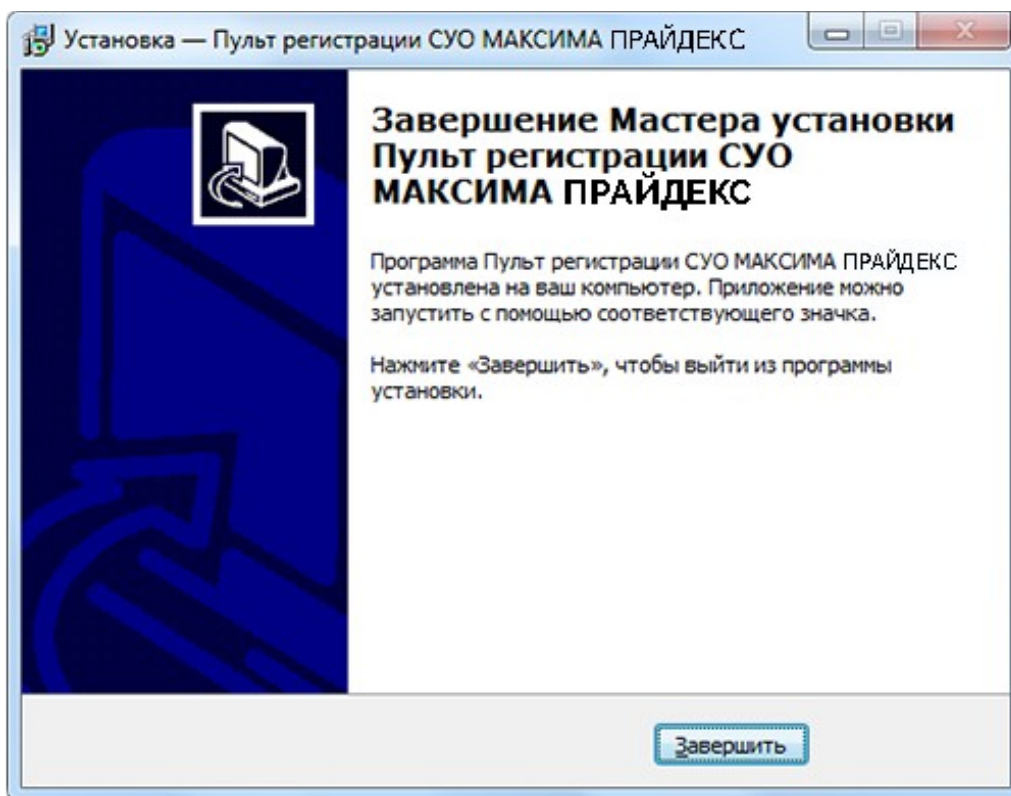 Установка — Пульт регистрации СУО МАКСИМА ПРАЙДЕКС
Завершение Мастера установки
Пульт регистрации СУО
МАКСИМА ПРАЙДЕКС
Программа Пульт регистрации СУО МАКСИМА ПРАЙДЕКС
установлена на ваш компьютер. Приложение можно
запустить с помощью соответствующего значка.
Нажмите «Завершить», чтобы выйти из программы
установки.
Завершить